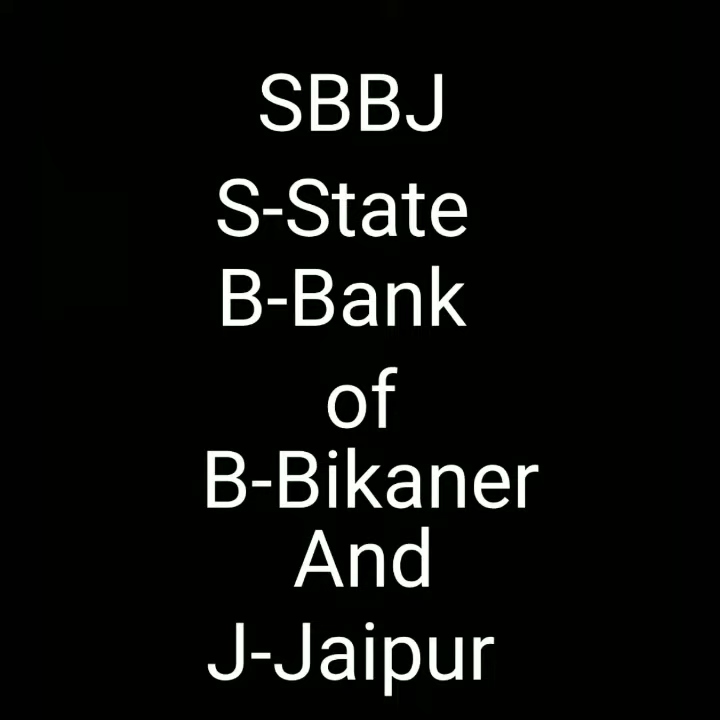 SBBJ
S-State
B-Bank
of
B-Bikaner
And
J-Jaipur